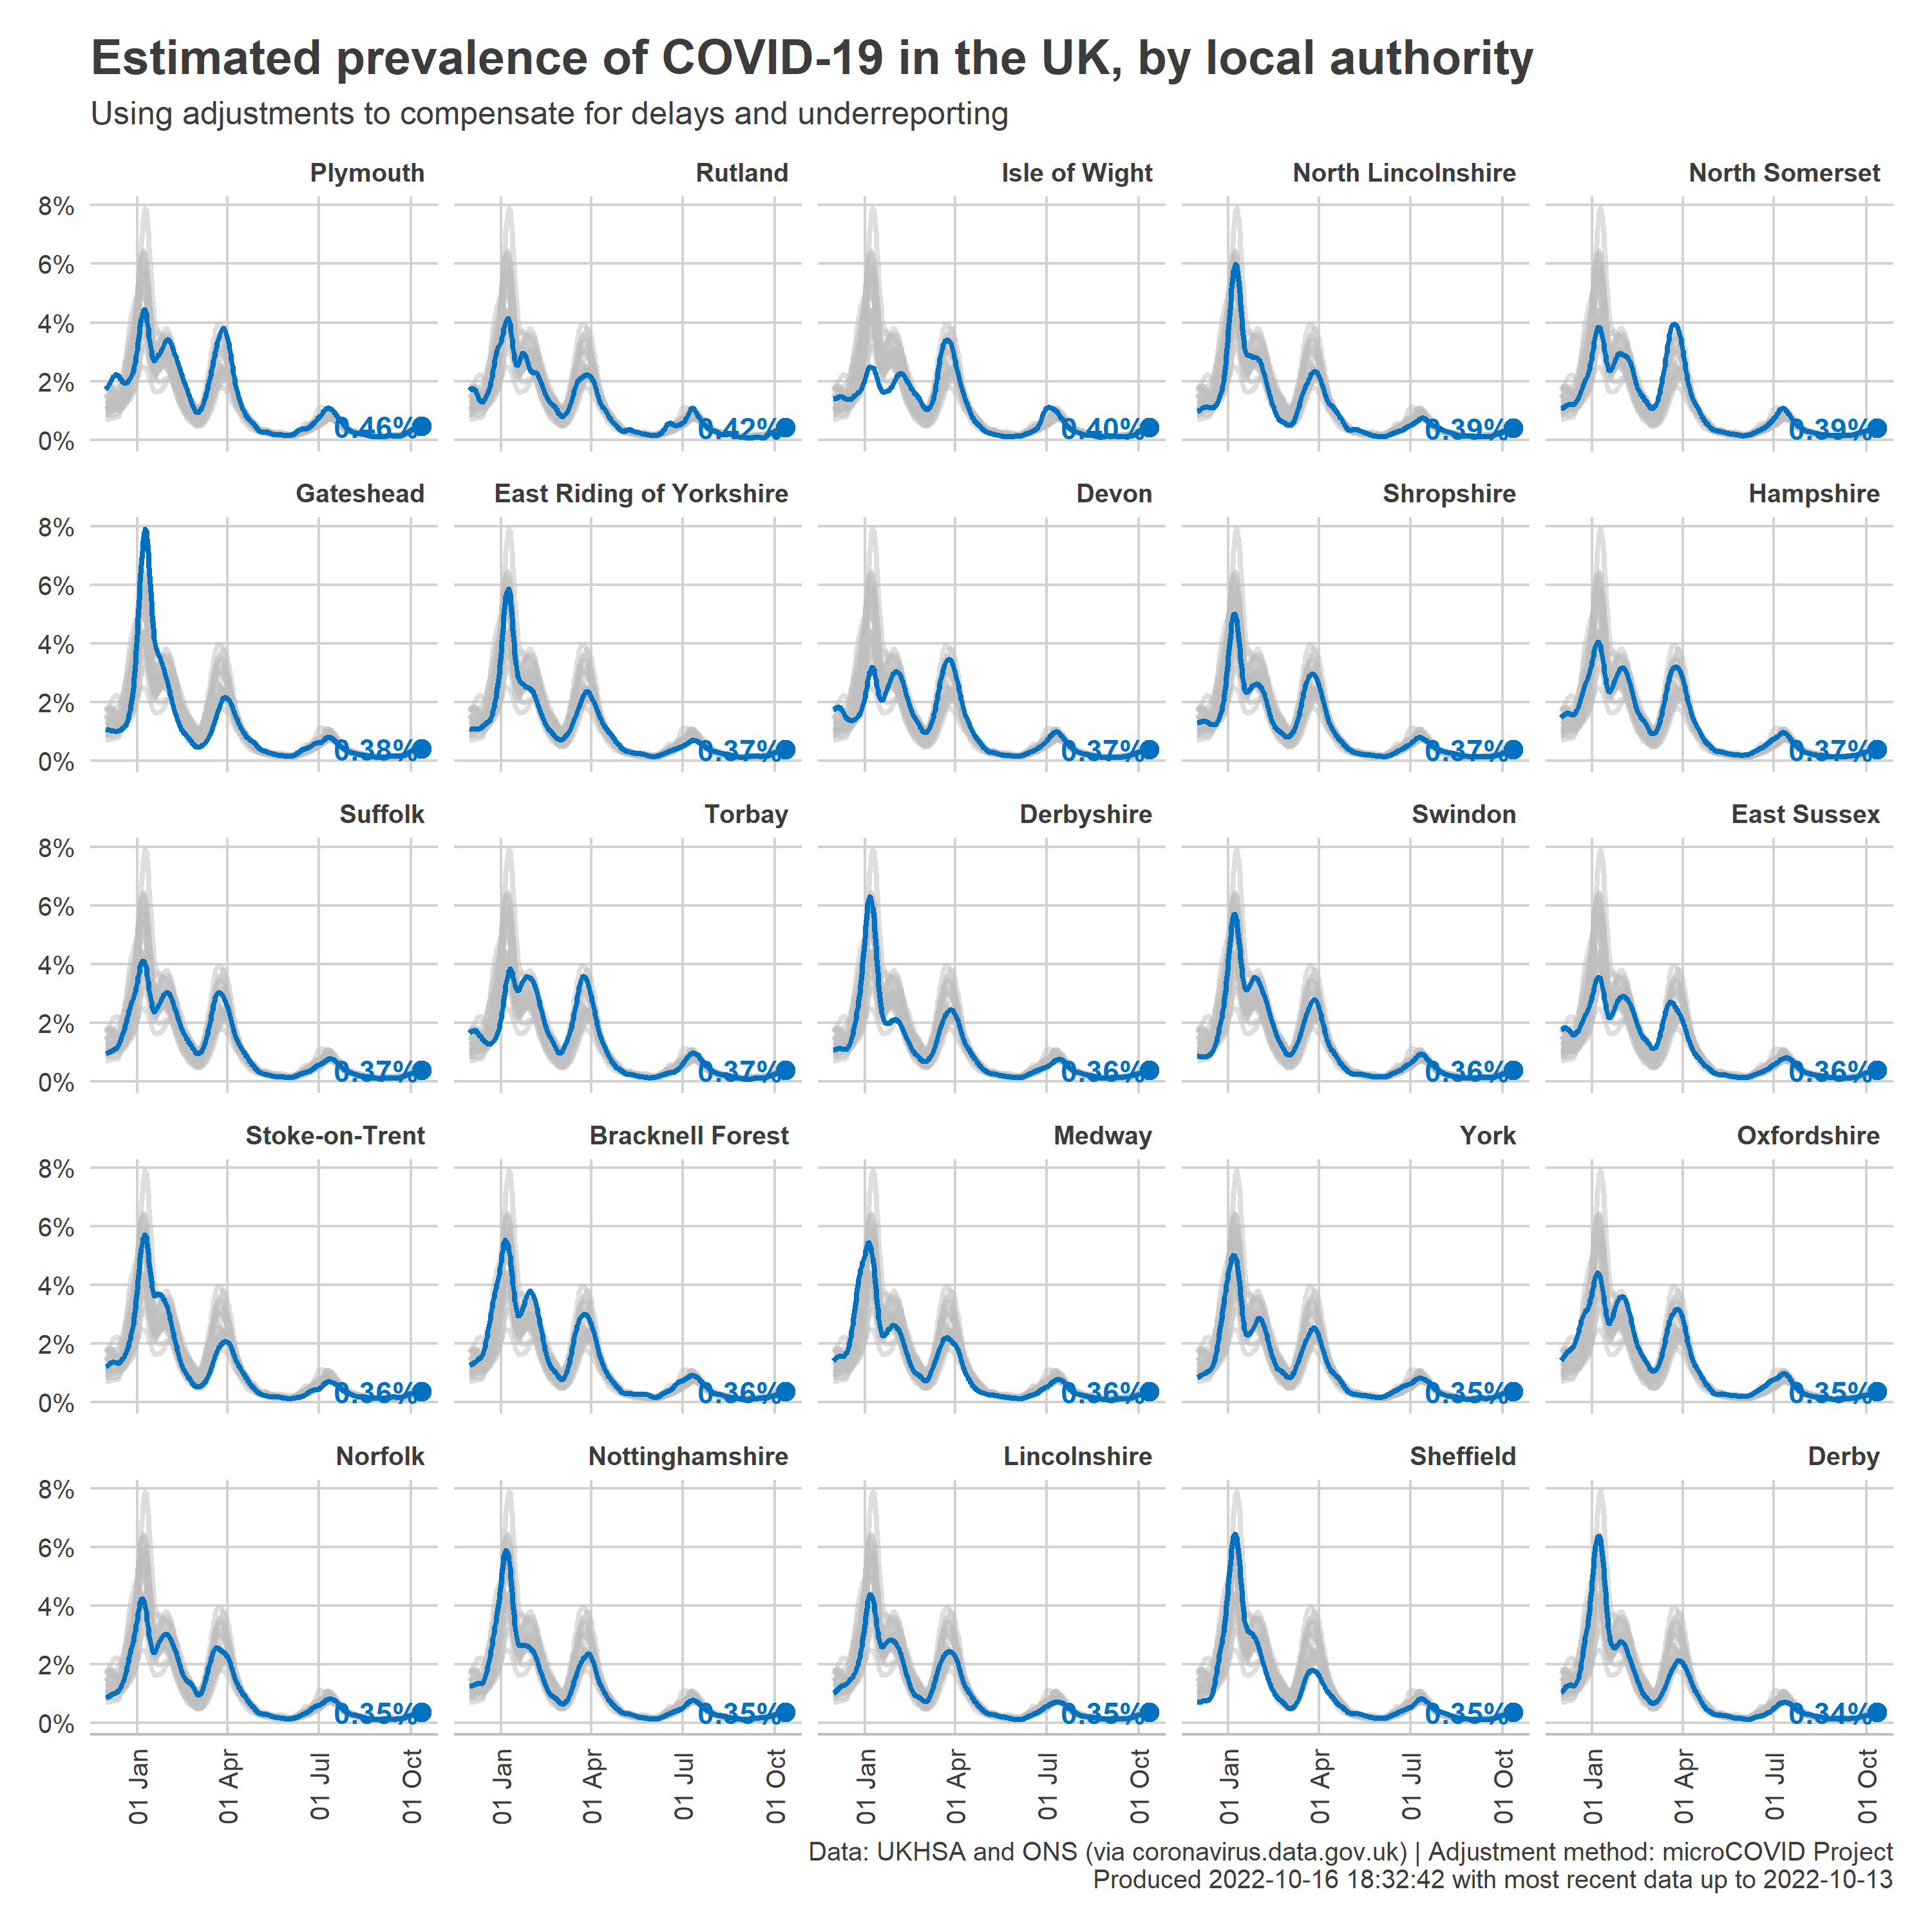 Estimated prevalence of COVID-19 in the UK, by local authority
Using adjustments to compensate for delays and underreporting
Plymouth Rutland Isle of Wight North Lincolnshire North Somerset
8%
6%
4%
2%
0%
0.46% 0.42% 0.40% 0.39% 0.39%
Gateshead East Riding of Yorkshire Devon Shropshire Hampshire
8%
6%
4%
2%
0%
0.38% 0.37% 0.37% 0.37% 0.37%
Suffolk Torbay Derbyshire Swindon East Sussex
8%
6%
4%
2%
0%
0.37% 0.37% 0.36% 0.36% 0.36%
Stoke-on-Trent Bracknell Forest Medway York Oxfordshire
8%
6%
4%
2%
0%
0.36% 0.36% 0.36% 0.35% 0.35%
Norfolk Nottinghamshire Lincolnshire Sheffield Derby
8%
6%
4%
2%
0%
0.35% 0.35% 0.35% 0.35% 0.34%
01 Jan 01 Apr 01 Jul 01 Oct 01 Jan 01 Apr 01 Jul 01 Oct 01 Jan 01 Apr 01 Jul 01 Oct 01 Jan 01 Apr 01 Jul 01 Oct 01 Jan 01 Apr 01 Jul 01 Oct
Data: UKHSA and ONS (via coronavirus.data.gov.uk) | Adjustment method: microCOVID Project
Produced 2022-10-16 18:32:42 with most recent data up to 2022-10-13